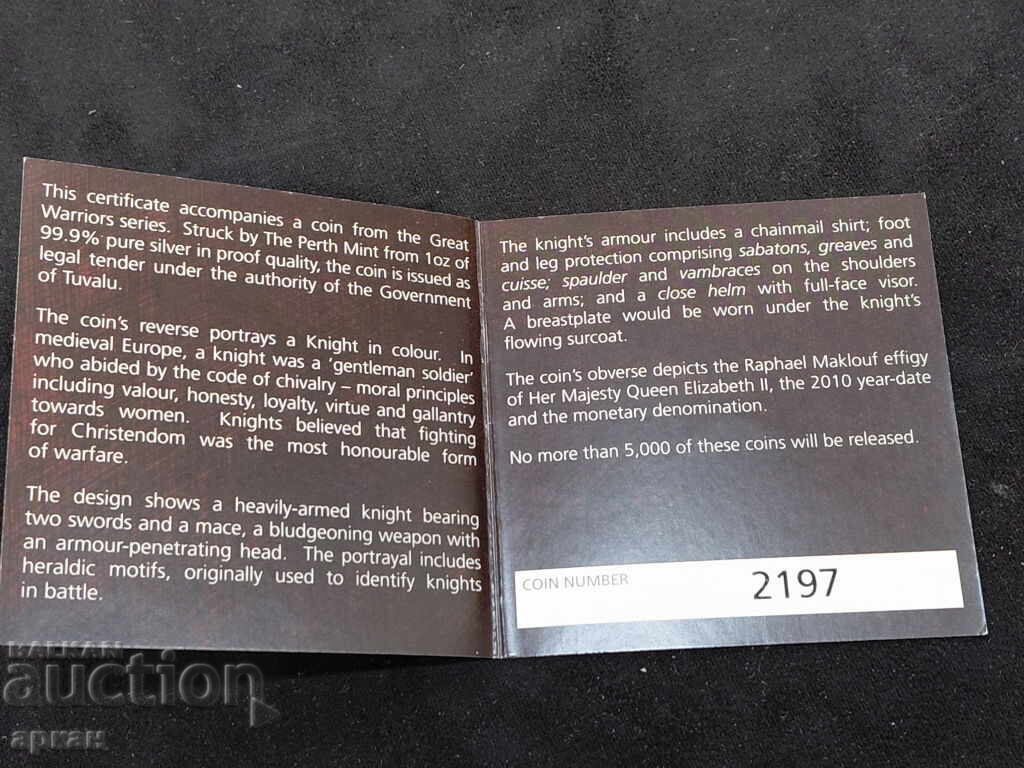 This certificate accompanies a coin from the Great
Warriors series. Struck by The Perth Mint from 1oz of
99.9% pure silver in proof quality, the coin is issued as
legal tender under the authority of the Government
of Tuvalu.
The coin's reverse portrays a Knight in colour. In
medieval Europe, a knight was a 'gentleman soldier'
who abided by the code of chivalry – moral principles
including valour, honesty, loyalty, virtue and gallantry
towards women. Knights believed that fighting
for Christendom was the most honourable form
of warfare.
The design shows a heavily-armed knight bearing
two swords and a mace, a bludgeoning weapon with
an armour-penetrating head. The portrayal includes
heraldic motifs, originally used to identify knights
in battle.
The knight's armour includes a chainmail shirt; foot
and leg protection comprising sabatons, greaves and
cuisse; spaulder and vambraces on the shoulders
and arms; and a close helm with full-face visor.
A breastplate would be worn under the knight's
flowing surcoat.
The coin's obverse depicts the Raphael Maklouf effigy
of Her Majesty Queen Elizabeth II, the 2010 year-date
and the monetary denomination.
No more than 5,000 of these coins will be released.
COIN NUMBER 2197
BALKAN
auction
аркан